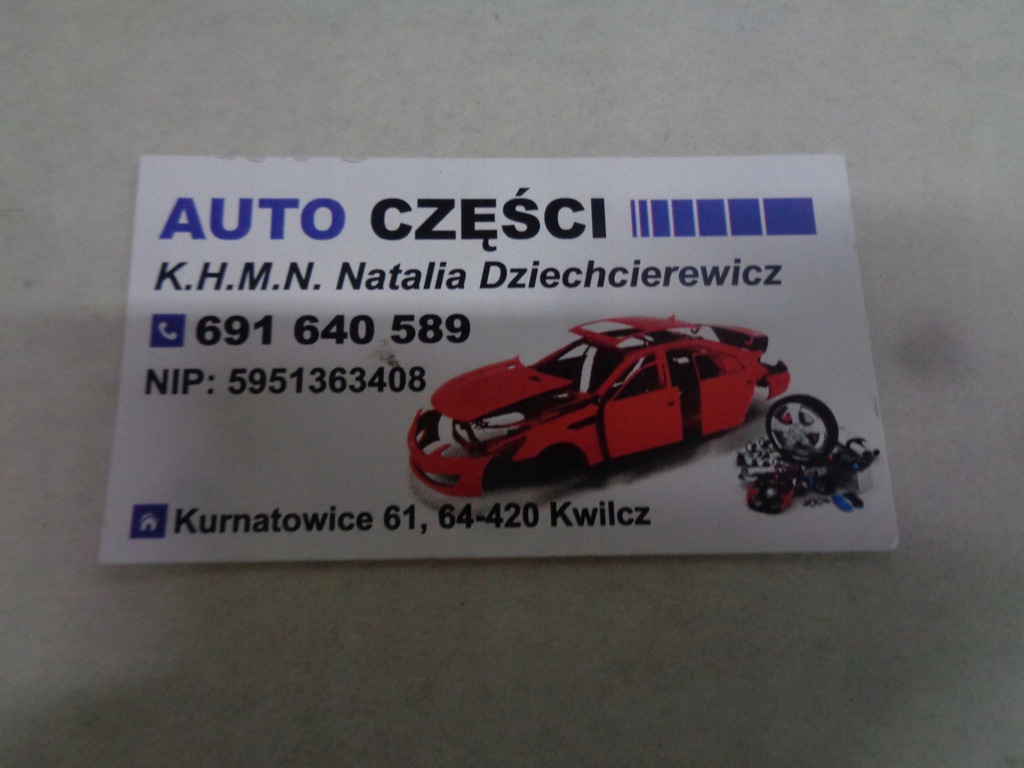 AUTO CZĘŚCI
K.H.M.N. Natalia Dziechcierewicz
691 640 589
NIP: 5951363408
Kurnatowice 61, 64-420 Kwilcz